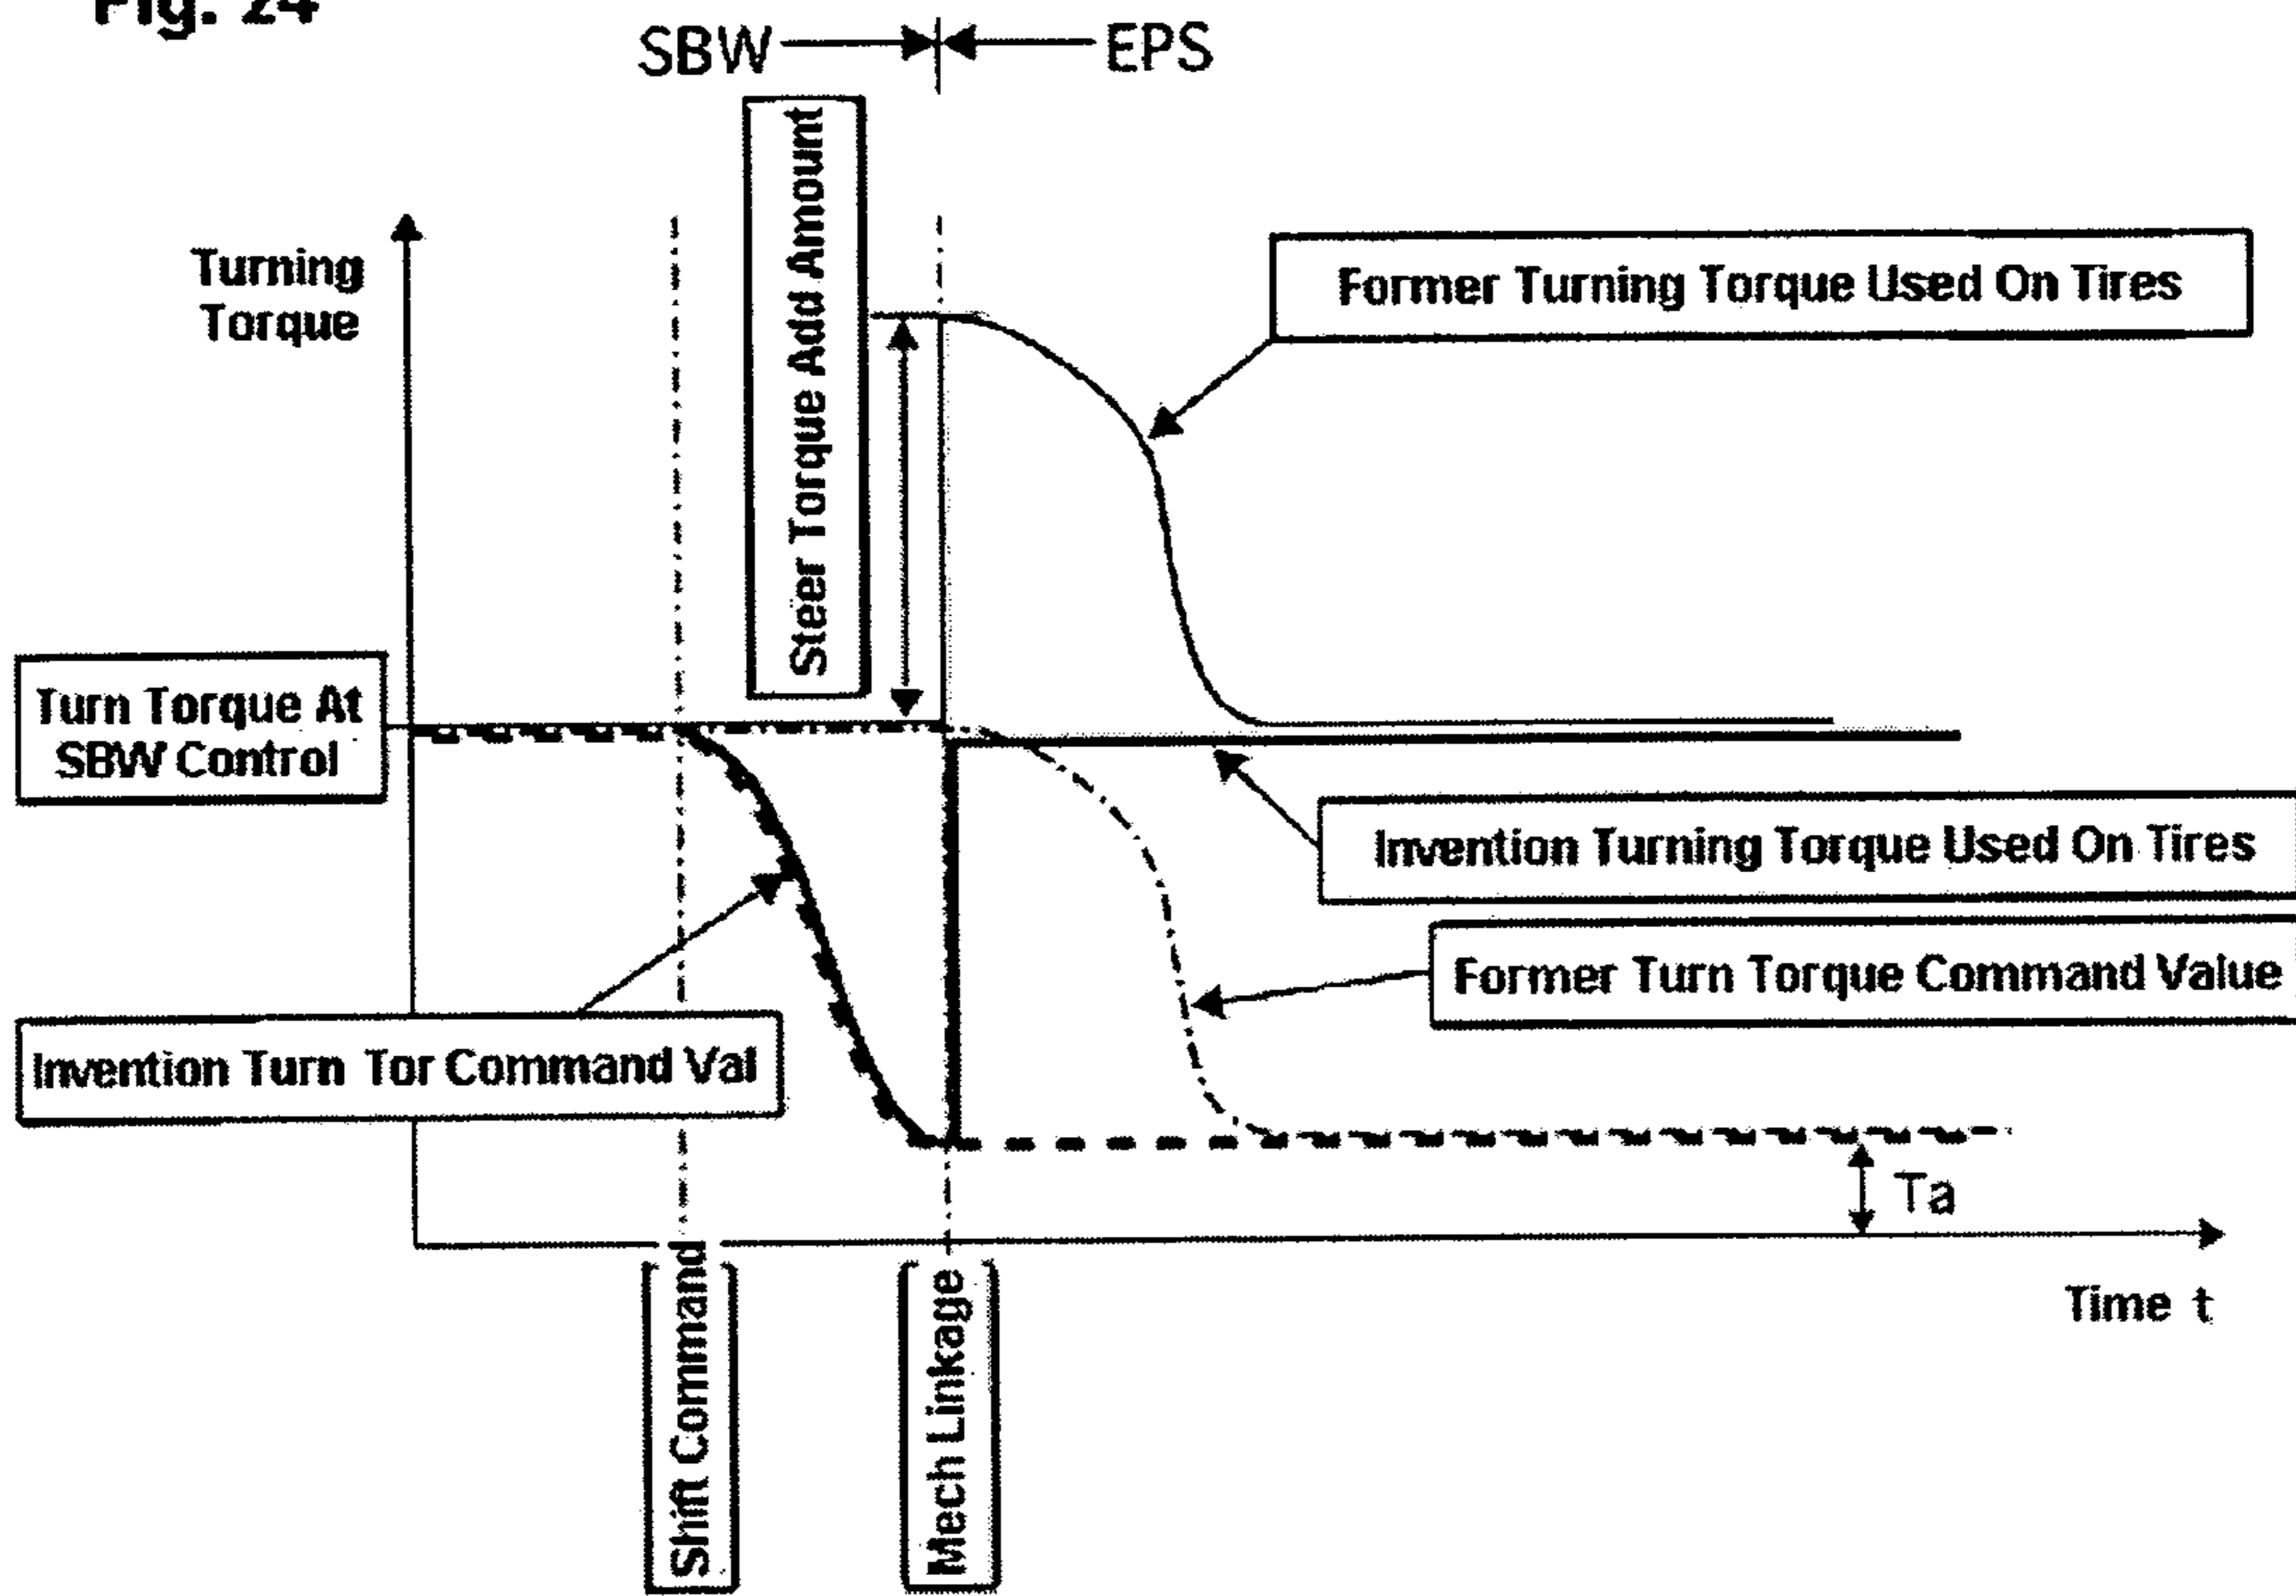 Fig. 24
SBW
EPS
Steer Torque Add Amount
Turning
Torque
Former Turning Torque Used On Tires
Turn Torque At
SBW Control
Invention Turning Torque Used On Tires
Former Turn Torque Command Value
Invention Turn Tor Command Val
Ta
Shift Command
Mech Linkage
Time t